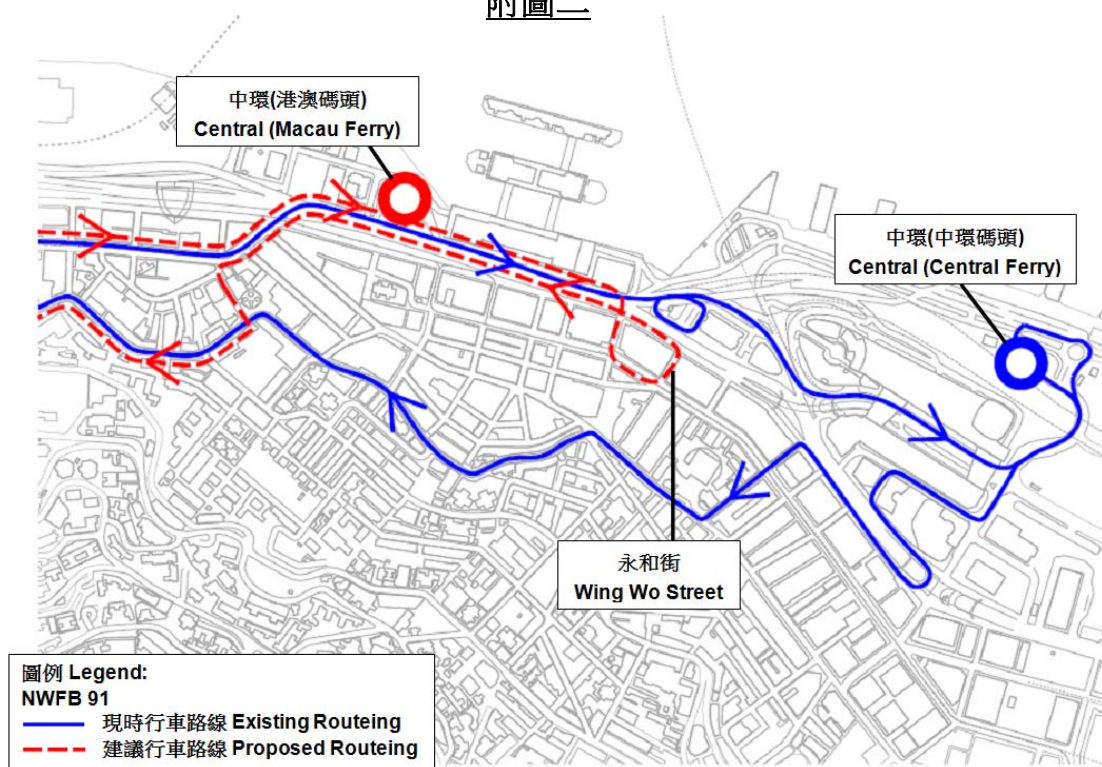 附圖二
中環(港澳碼頭)
Central (Macau Ferry)
中環(中環碼頭)
Central (Central Ferry)
永和街
Wing Wo Street
圖例 Legend:
NWFB 91
現時行車路線 Existing Routeing
建議行車路線 Proposed Routeing